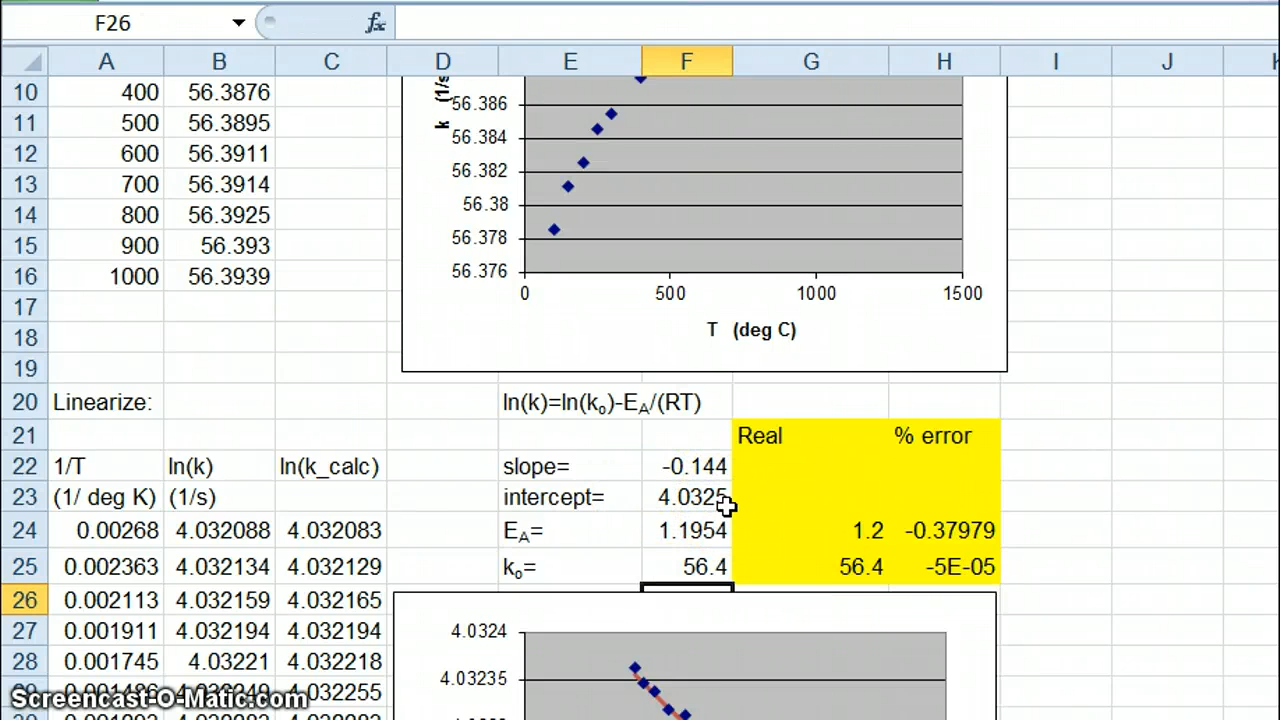 F26
fx
A B C D E F G H I J K
10 400 56.3876
11 500 56.3895
12 600 56.3911
13 700 56.3914
14 800 56.3925
15 900 56.393
16 1000 56.3939
17
18
19
k (1/s
56.386
56.384
56.382
56.38
56.378
56.376
0 500 1000 1500
T (deg C)
20 Linearize: ln(k)=ln(kₒ)-E_A/(RT)
21 Real % error
22 1/T ln(k) ln(k_calc) slope= -0.144
23 (1/ deg K) (1/s) intercept= 4.0325
24 0.00268 4.032088 4.032083 E_A= 1.1954 1.2 -0.37979
25 0.002363 4.032134 4.032129 kₒ= 56.4 56.4 -5E-05
26 0.002113 4.032159 4.032165
27 0.001911 4.032194 4.032194
28 0.001745 4.03221 4.032218
4.032255
4.0324
4.03235
Screencast-O-Matic.com